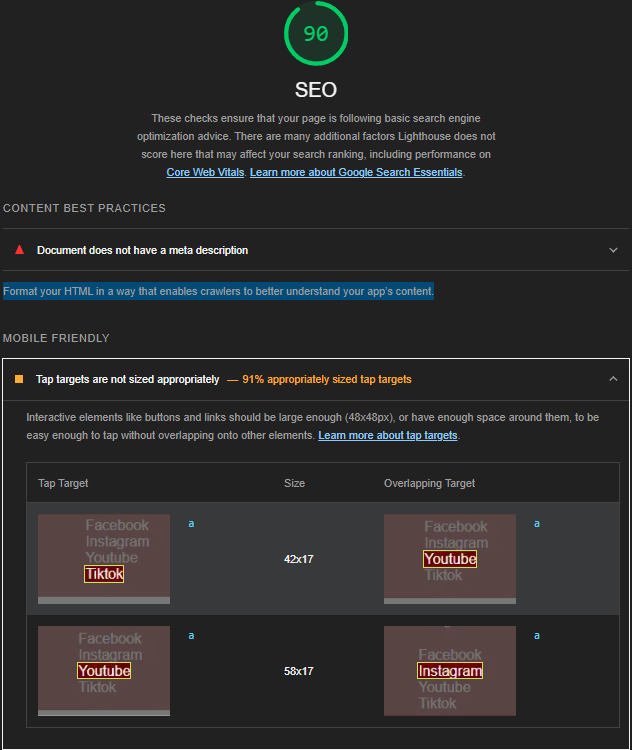 90
SEO
These checks ensure that your page is following basic search engine
optimization advice. There are many additional factors Lighthouse does not
score here that may affect your search ranking, including performance on
Core Web Vitals. Learn more about Google Search Essentials.
CONTENT BEST PRACTICES
Document does not have a meta description
Format your HTML in a way that enables crawlers to better understand your app's content.
MOBILE FRIENDLY
Tap targets are not sized appropriately — 91% appropriately sized tap targets
Interactive elements like buttons and links should be large enough (48x48px), or have enough space around them, to be
easy enough to tap without overlapping onto other elements. Learn more about tap targets.
Tap Target Size Overlapping Target
Facebook
Instagram
Youtube
Tiktok
a
42x17
Facebook
Instagram
Youtube
Tiktok
a
Facebook
Instagram
Youtube
Tiktok
a
58x17
Facebook
Instagram
Youtube
Tiktok
a